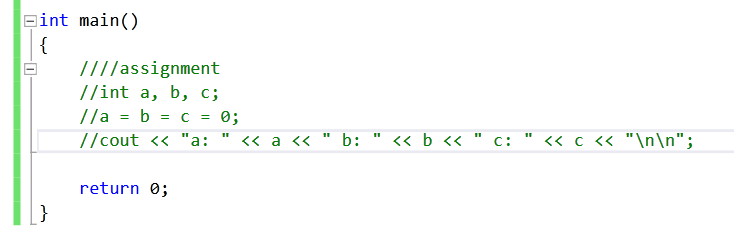 int main()
{
////assignment
//int a, b, c;
//a = b = c = 0;
//cout << "a: " << a << " b: " << b << " c: " << c << "\n\n";
return 0;
}